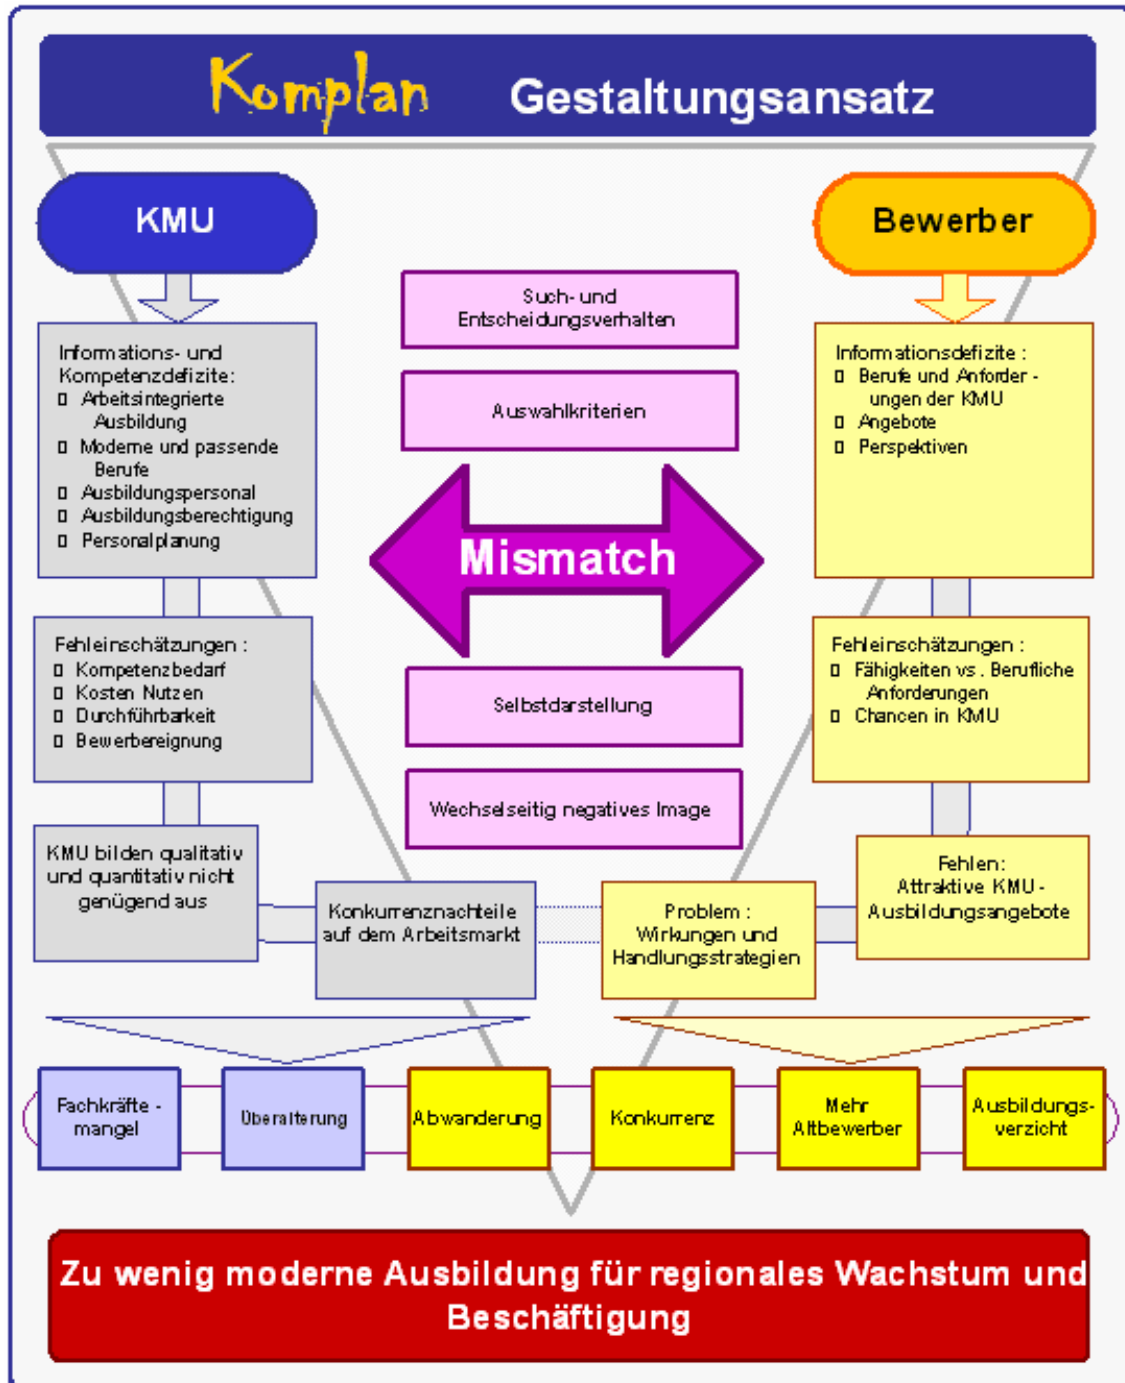 Komplan Gestaltungsansatz
KMU
Bewerber
Informations- und
Kompetenzdefizite:
▯ Arbeitsintegrierte
Ausbildung
▯ Moderne und passende
Berufe
▯ Ausbildungspersonal
▯ Ausbildungsberechtigung
▯ Personalplanung
Such- und
Entscheidungsverhalten
Auswahlkriterien
Informationsdefizite :
▯ Berufe und Anforder -
ungen der KMU
▯ Angebote
▯ Perspektiven
Mismatch
Fehleinschätzungen :
▯ Kompetenzbedarf
▯ Kosten Nutzen
▯ Durchführbarkeit
▯ Bewerbereignung
Selbstdarstellung
Wechselseitig negatives Image
Fehleinschätzungen :
▯ Fähigkeiten vs. Berufliche
Anforderungen
▯ Chancen in KMU
KMU bilden qualitativ
und quantitativ nicht
genügend aus
Konkurrenznachteile
auf dem Arbeitsmarkt
Problem :
Wirkungen und
Handlungsstrategien
Fehlen:
Attraktive KMU -
Ausbildungsangebote
Fachkräfte -
mangel
Überalterung
Abwanderung
Konkurrenz
Mehr
Altbewerber
Ausbildungs-
verzicht
Zu wenig moderne Ausbildung für regionales Wachstum und
Beschäftigung